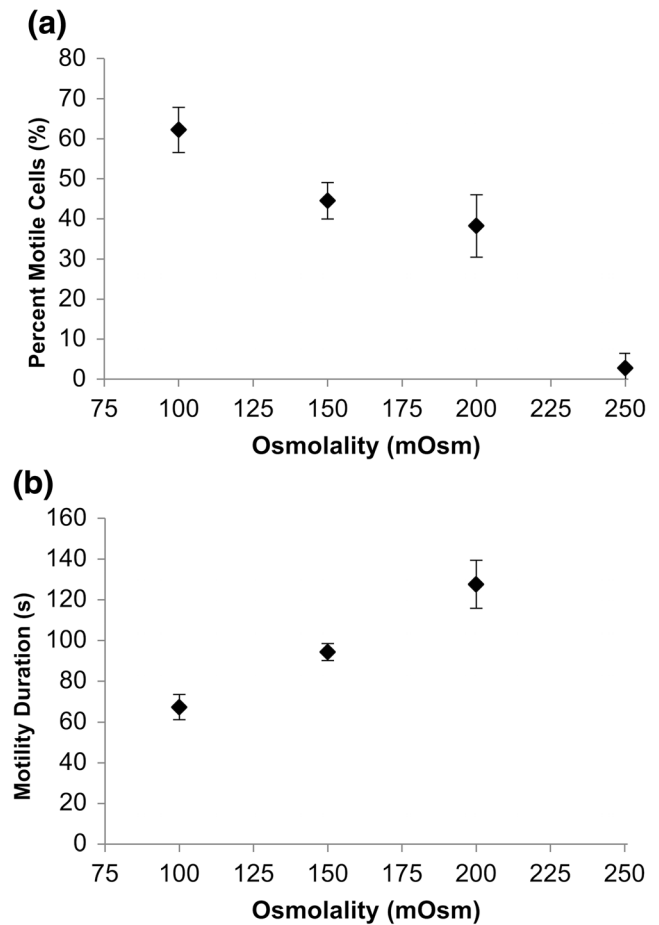 (a)
80
70
60
50
40
30
20
10
0
Percent Motile Cells (%)
75 100 125 150 175 200 225 250
Osmolality (mOsm)
(b)
160
140
120
100
80
60
40
20
0
Motility Duration (s)
75 100 125 150 175 200 225 250
Osmolality (mOsm)